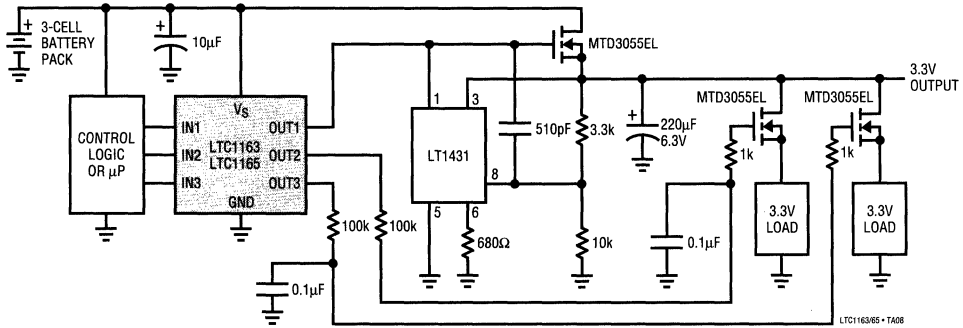 +
3-CELL
BATTERY
PACK
+
10µF
MTD3055EL
3.3V
OUTPUT
VS
CONTROL
LOGIC
OR µP
IN1
IN2
IN3
LTC1163
LTC1165
OUT1
OUT2
OUT3
GND
1
3
LT1431
8
5
6
510pF
3.3k
+
220µF
6.3V
MTD3055EL
1k
MTD3055EL
1k
100k
100k
680Ω
10k
0.1µF
3.3V
LOAD
3.3V
LOAD
0.1µF
LTC1163/65 • TA08